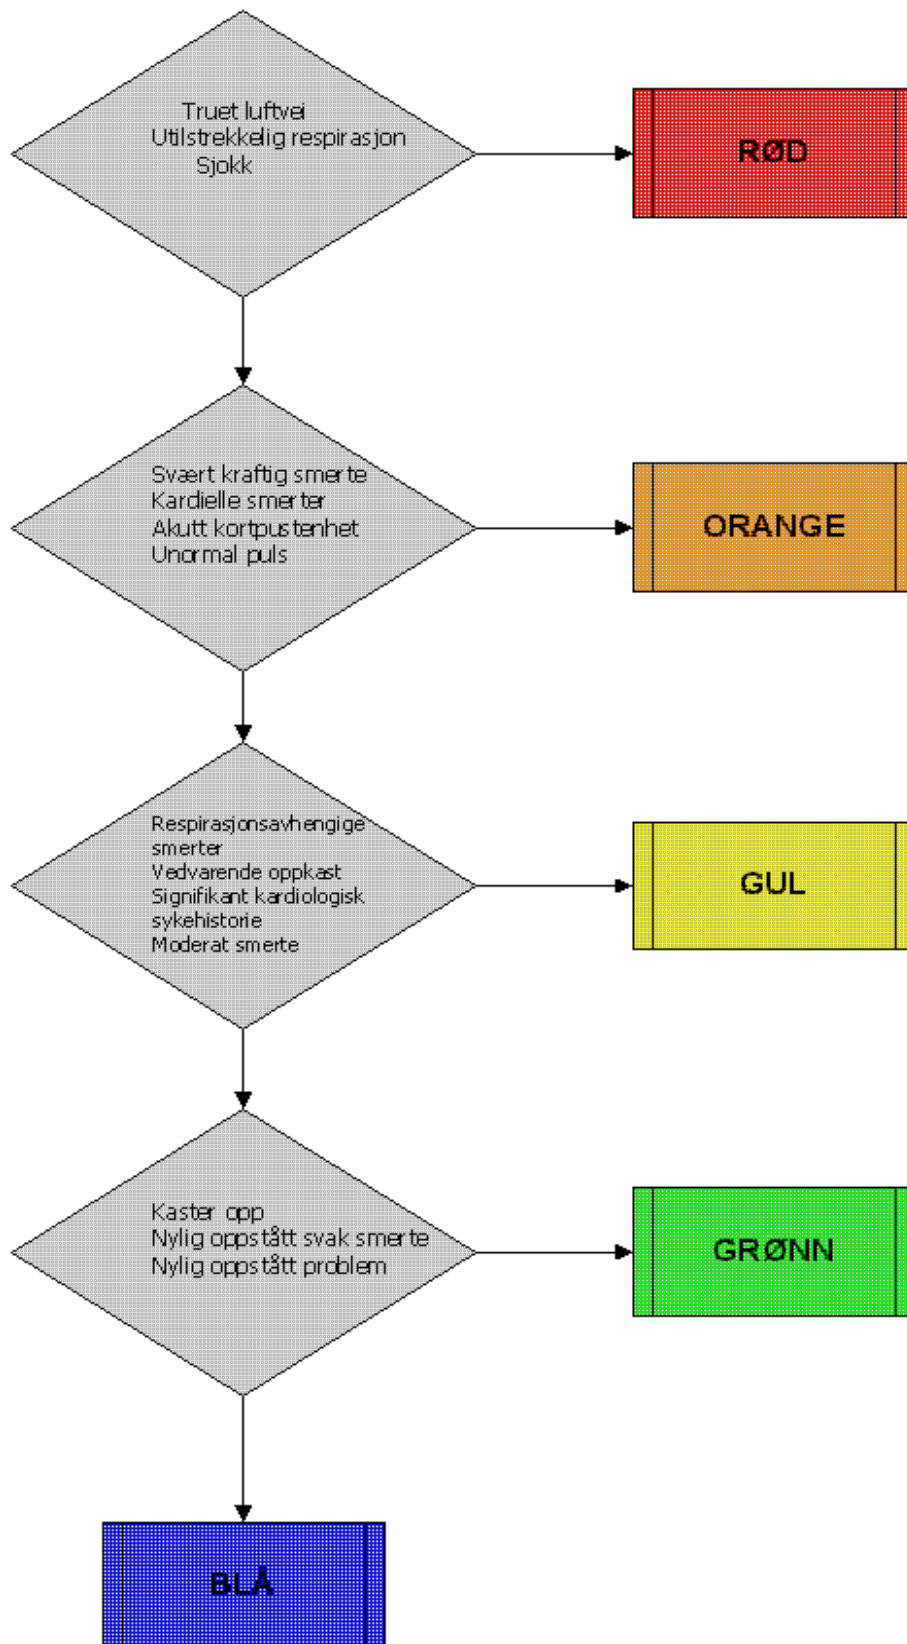 Truet luftvei
Utilstrekkelig respirasjon
Sjokk
RØD
Svært kraftig smerte
Kardielle smerter
Akutt kortpustenhet
Unormal puls
ORANGE
Respirasjonsavhengige
smerter
Vedvarende oppkast
Signifikant kardiologisk
sykehistorie
Moderat smerte
GUL
Kaster opp
Nylig oppstått svak smerte
Nylig oppstått problem
GRØNN
BLÅ